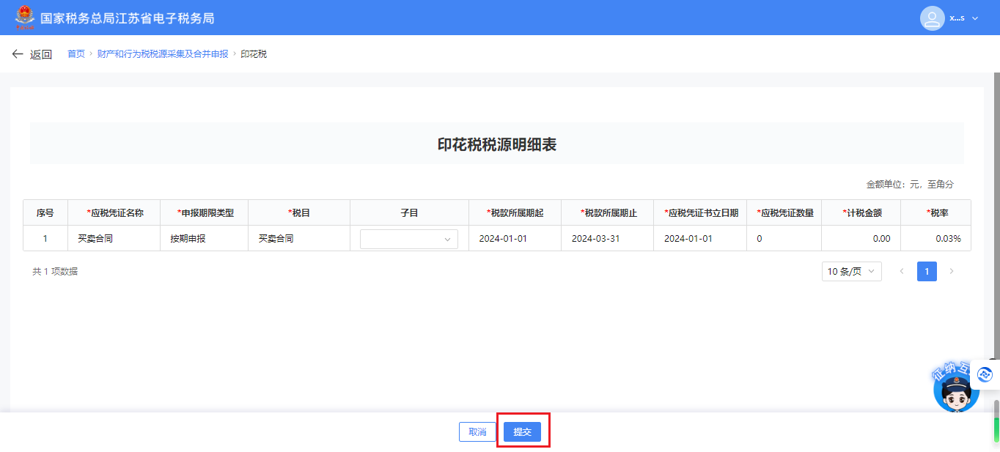 国家税务总局江苏省电子税务局
x...s
返回 首页 › 财产和行为税税源采集及合并申报 › 印花税
印花税税源明细表
金额单位：元，至角分
序号 *应税凭证名称 *申报期限类型 *税目 子目 *税款所属期起 *税款所属期止 *应税凭证书立日期 *应税凭证数量 *计税金额 *税率
1 买卖合同 按期申报 买卖合同 2024-01-01 2024-03-31 2024-01-01 0 0.00 0.03%
共 1 项数据 10 条/页 1
征纳互
取消 提交